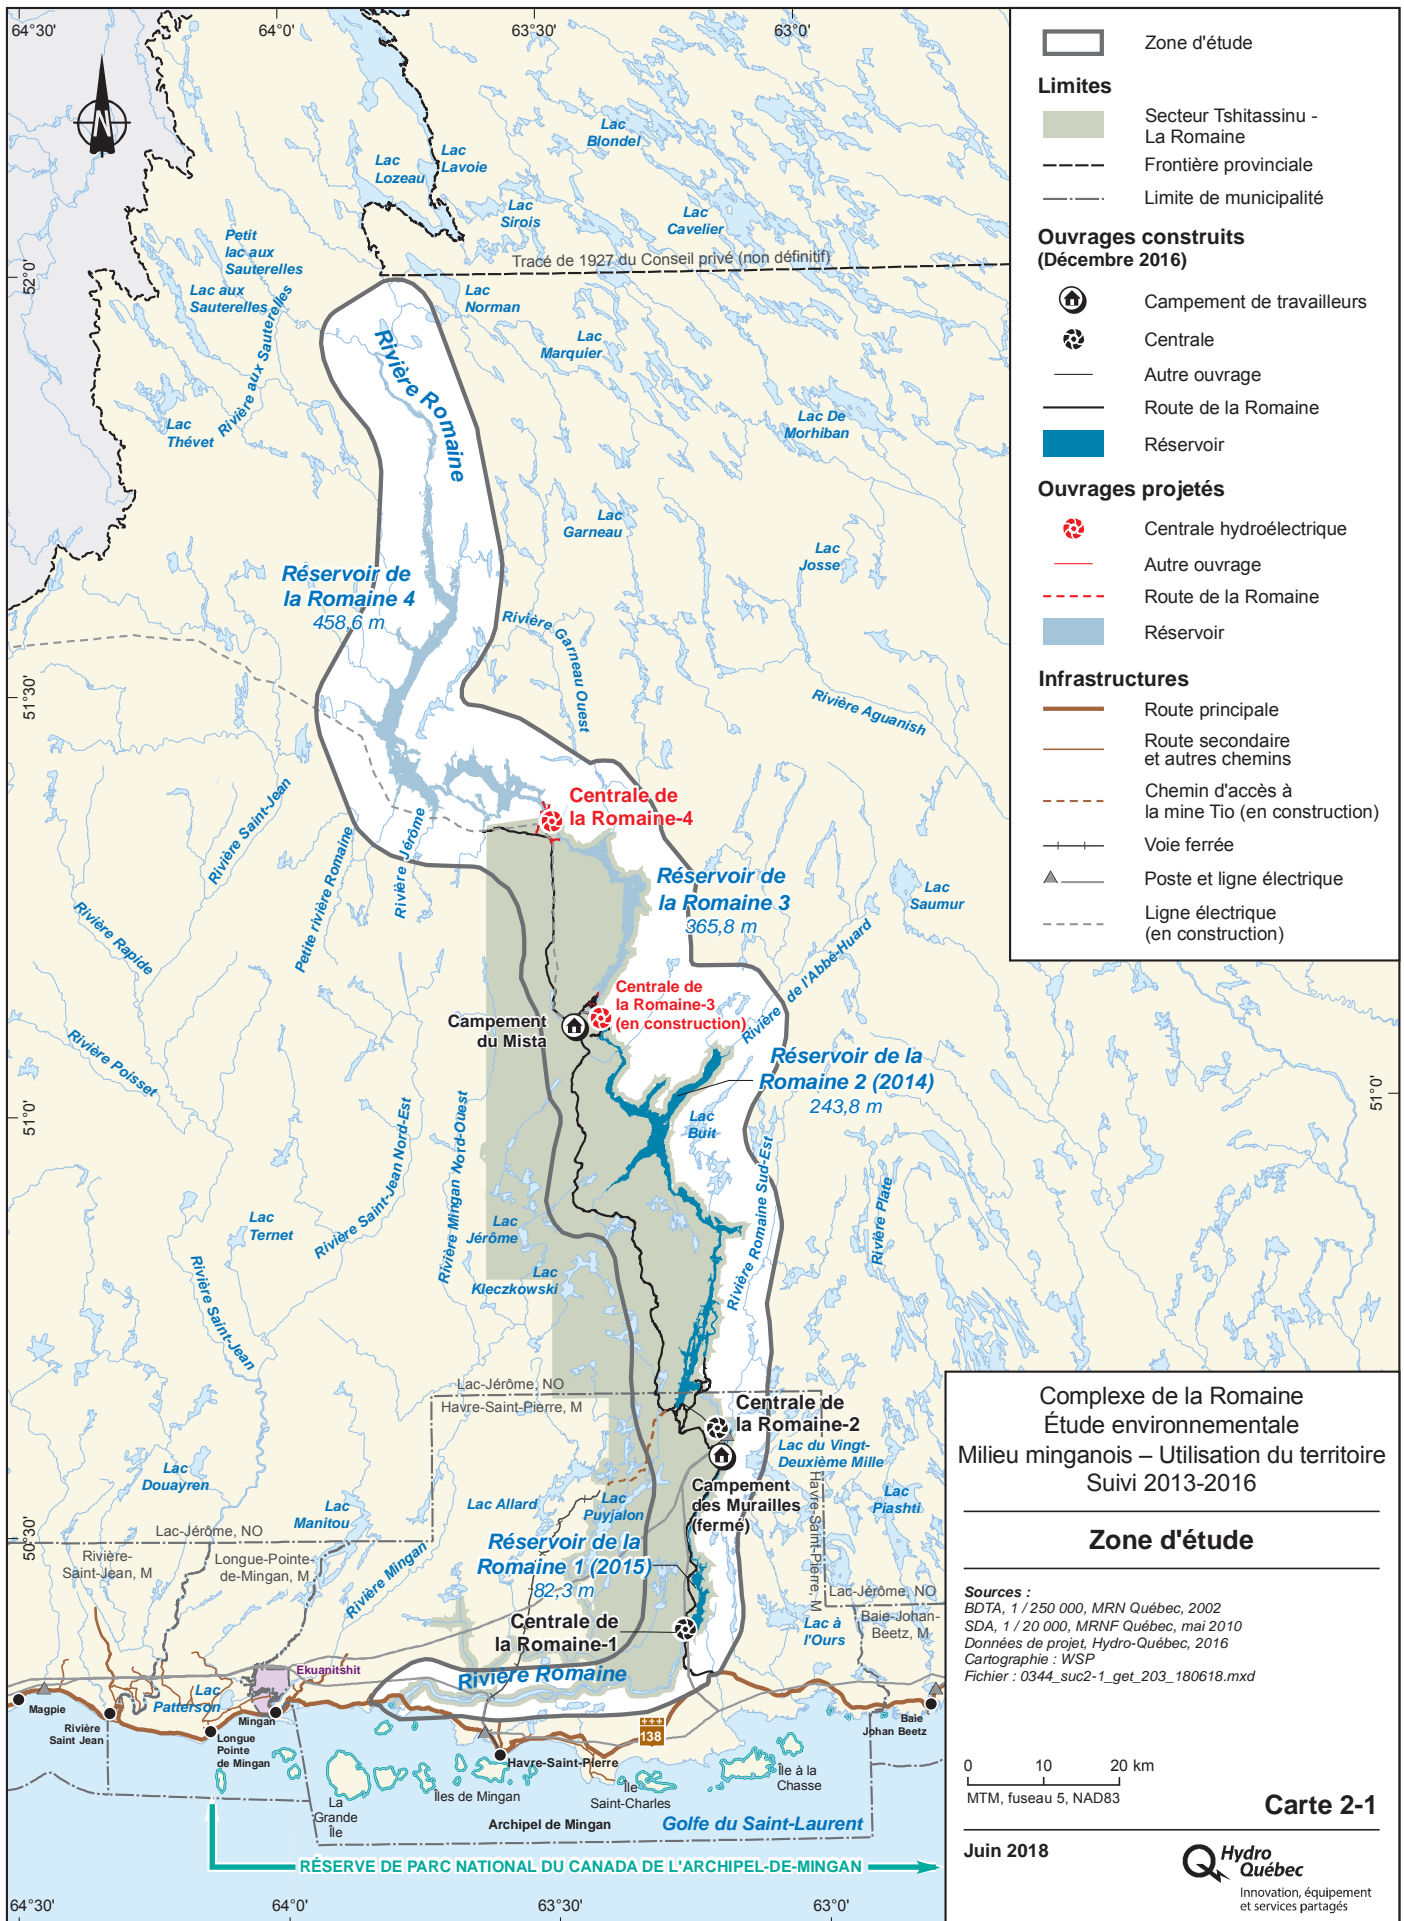 64°30'
64°0'
63°30'
63°0'
Zone d'étude
Limites
Secteur Tshitassinu -
La Romaine
Frontière provinciale
Limite de municipalité
Ouvrages construits
(Décembre 2016)
Campement de travailleurs
Centrale
Autre ouvrage
Route de la Romaine
Réservoir
Ouvrages projetés
Centrale hydroélectrique
Autre ouvrage
Route de la Romaine
Réservoir
Infrastructures
Route principale
Route secondaire
et autres chemins
Chemin d'accès à
la mine Tio (en construction)
Voie ferrée
Poste et ligne électrique
Ligne électrique
(en construction)
N
Lac
Blondel
Lac
Lavoie
Lac
Lozeau
Lac
Sirois
Lac
Cavelier
Petit
lac aux
Sauterelles
Tracé de 1927 du Conseil privé (non définitif)
52°0'
Lac aux
Sauterelles
Lac
Norman
Rivière aux Sauterelles
Rivière Romaine
Lac
Marquier
Lac
Thévet
Lac De
Morhiban
Lac
Garneau
Lac
Josse
Réservoir de
la Romaine 4
458,6 m
Rivière Garneau Ouest
51°30'
Rivière Aguanish
Rivière Saint-Jean
Petite rivière Romaine
Rivière Jérôme
Centrale de
la Romaine-4
Réservoir de
la Romaine 3
365,8 m
Lac
Saumur
Rivière Rapide
Rivière de l'Abbé-Huard
Centrale de
la Romaine-3
(en construction)
Campement
du Mista
Rivière Poisset
Réservoir de la
Romaine 2 (2014)
243,8 m
51°0'
51°0'
Lac
Buit
Rivière Saint-Jean Nord-Est
Rivière Mingan Nord-Ouest
Rivière Romaine Sud-Est
Rivière Plate
Lac
Ternet
Lac
Jérôme
Lac
Kleczkowski
Rivière Saint-Jean
Lac-Jérôme, NO
Havre-Saint-Pierre, M
Centrale de
la Romaine-2
Lac du Vingt-
Deuxième Mille
Lac
Douayren
Lac
Manitou
Lac Allard
Lac
Puyjalon
Campement
des Murailles
(fermé)
Havre-Saint-Pierre, M
Lac
Piashti
50°30'
Lac-Jérôme, NO
Rivière-
Saint-Jean, M
Longue-Pointe-
de-Mingan, M
Rivière Mingan
Réservoir de la
Romaine 1 (2015)
82,3 m
Lac-Jérôme, NO
Baie-Johan-
Beetz, M
Centrale de
la Romaine-1
Lac à
l'Ours
Ekuanitshit
Rivière Romaine
Lac
Patterson
Magpie
Rivière
Saint Jean
Mingan
Longue
Pointe
de Mingan
138
Baie
Johan Beetz
Havre-Saint-Pierre
La
Grande
Île
Îles de Mingan
Île
Saint-Charles
Île à la
Chasse
Archipel de Mingan
Golfe du Saint-Laurent
RÉSERVE DE PARC NATIONAL DU CANADA DE L'ARCHIPEL-DE-MINGAN
64°30'
64°0'
63°30'
63°0'
Complexe de la Romaine
Étude environnementale
Milieu minganois – Utilisation du territoire
Suivi 2013-2016
Zone d'étude
Sources :
BDTA, 1 / 250 000, MRN Québec, 2002
SDA, 1 / 20 000, MRNF Québec, mai 2010
Données de projet, Hydro-Québec, 2016
Cartographie : WSP
Fichier : 0344_suc2-1_get_203_180618.mxd
0 10 20 km
MTM, fuseau 5, NAD83
Carte 2-1
Juin 2018
Hydro
Québec
Innovation, équipement
et services partagés